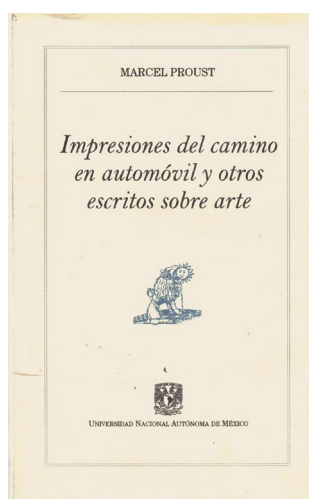 MARCEL PROUST
Impresiones del camino
en automóvil y otros
escritos sobre arte
UNIVERSIDAD NACIONAL AUTÓNOMA DE MÉXICO